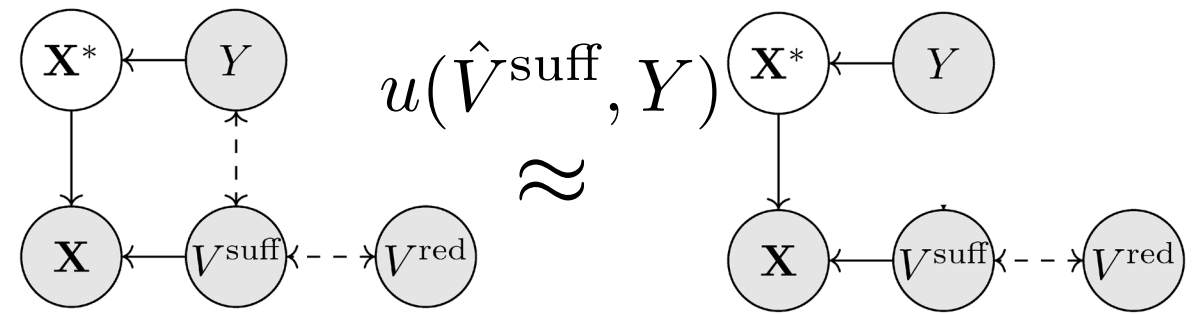 X* Y u(V̂^suff, Y) X* Y
≈
X V^suff V^red X V^suff V^red